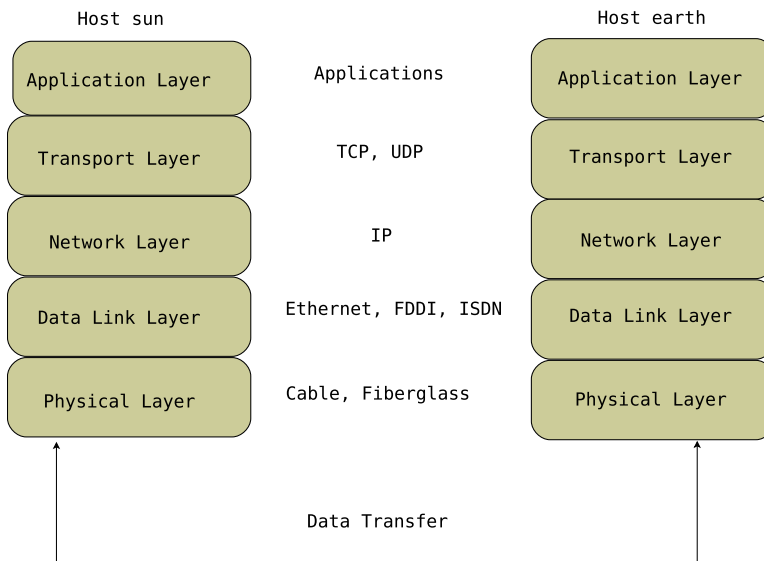 Host sun
Host earth
Application Layer
Applications
Application Layer
Transport Layer
TCP, UDP
Transport Layer
Network Layer
IP
Network Layer
Data Link Layer
Ethernet, FDDI, ISDN
Data Link Layer
Physical Layer
Cable, Fiberglass
Physical Layer
Data Transfer